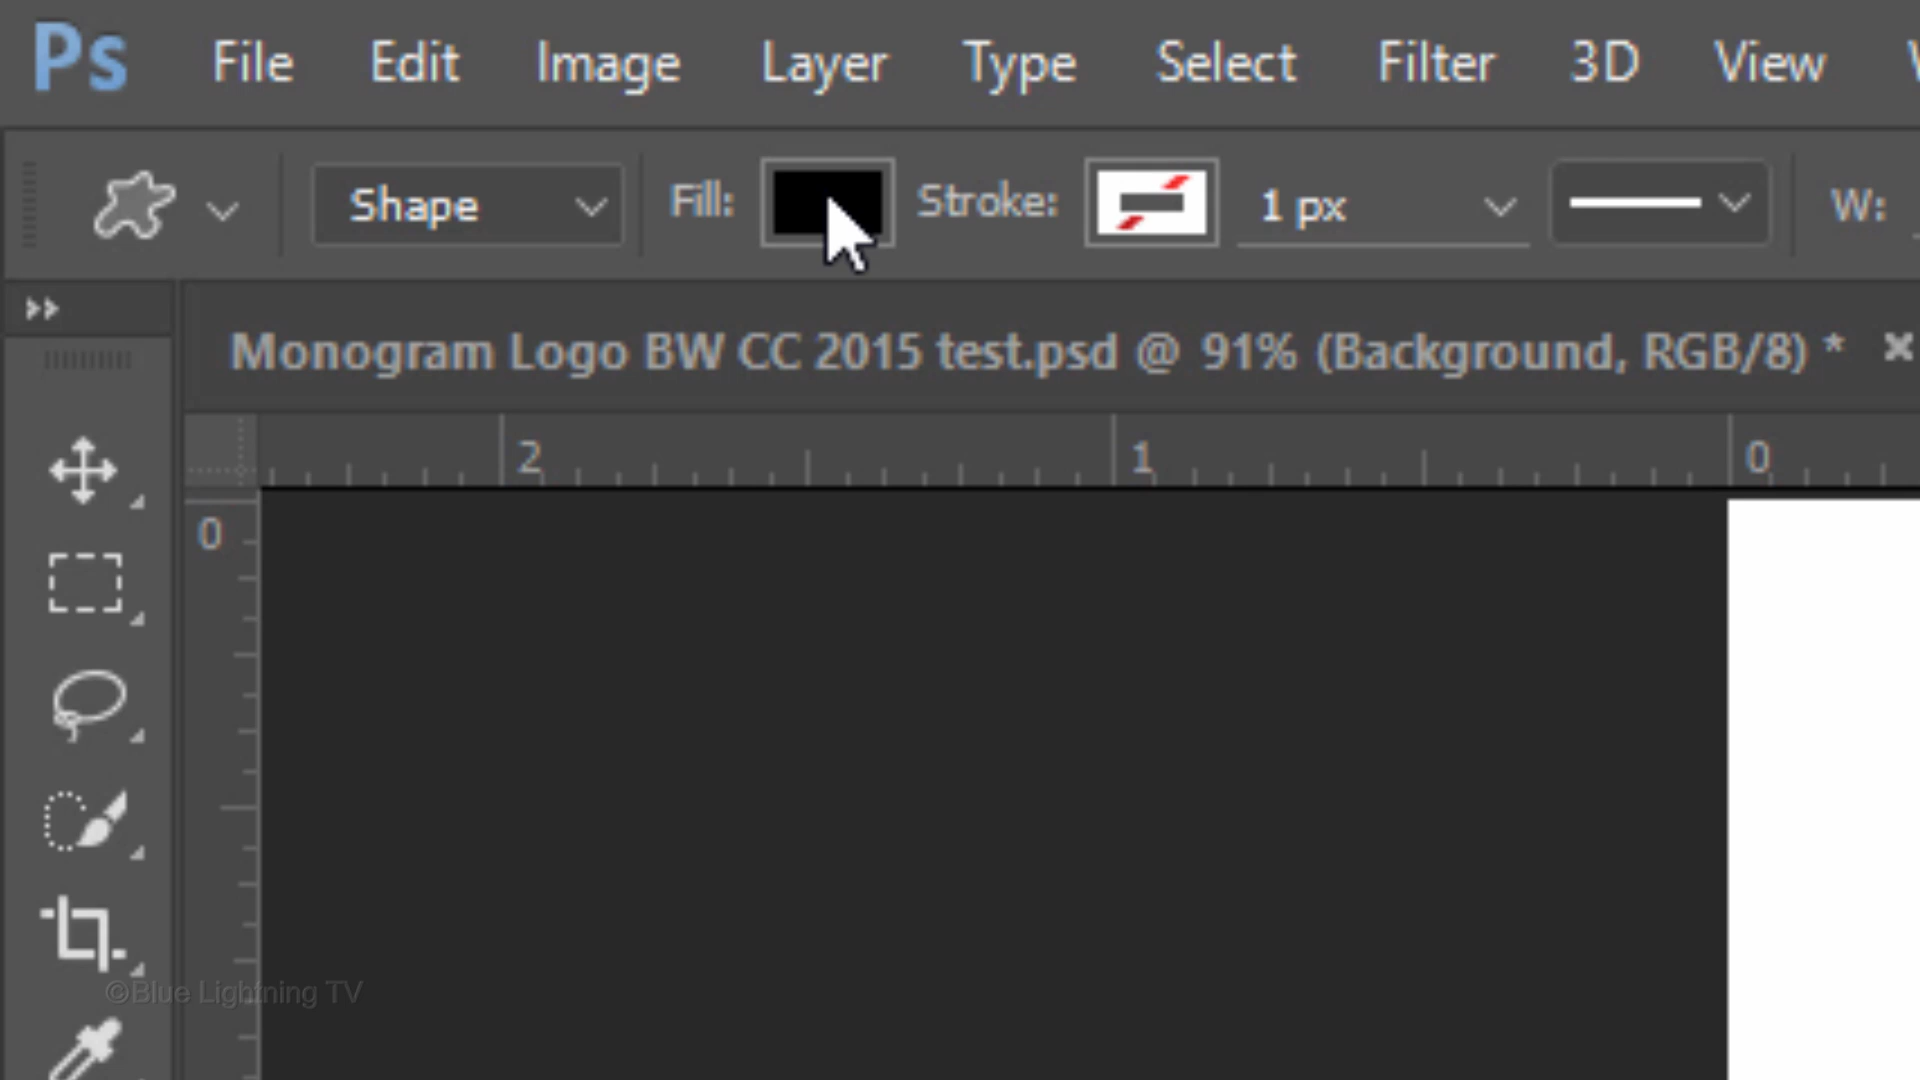 Ps File Edit Image Layer Type Select Filter 3D View
Shape Fill: Stroke: 1 px W:
Monogram Logo BW CC 2015 test.psd @ 91% (Background, RGB/8) *
2 1 0
0
©Blue Lightning TV